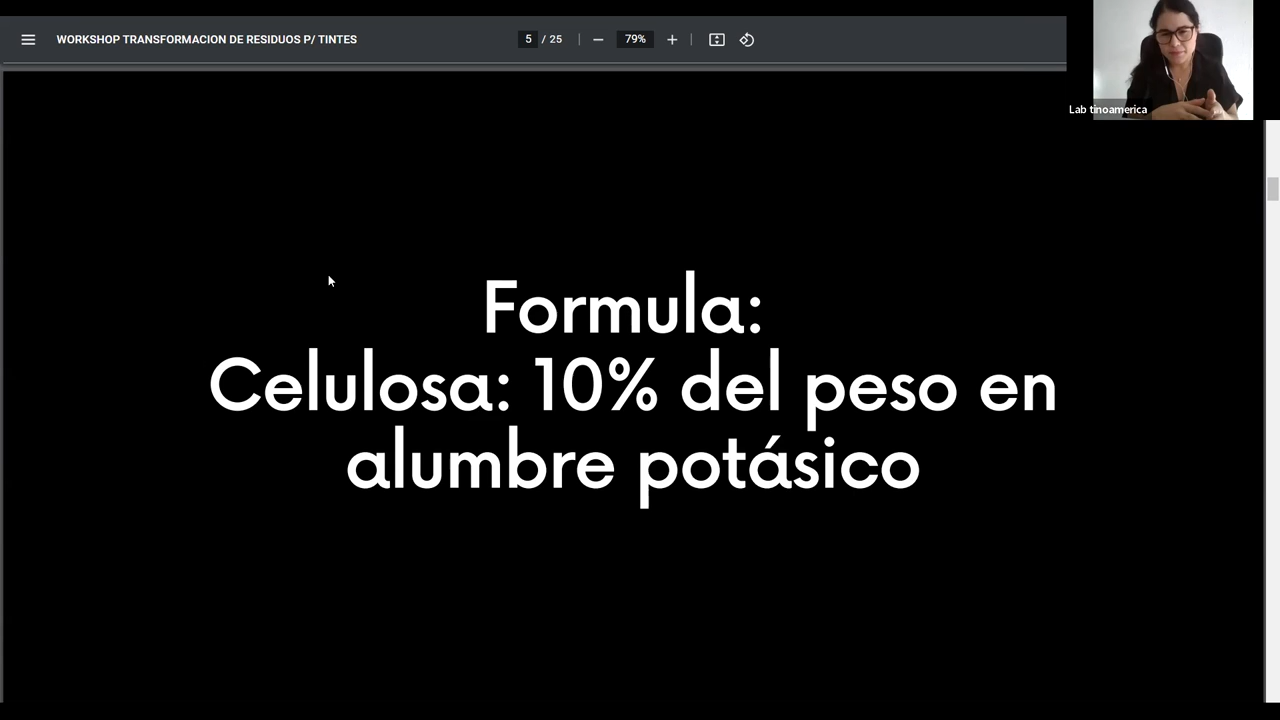 WORKSHOP TRANSFORMACION DE RESIDUOS P/ TINTES
5 / 25
79%
Lab tinoamerica
Formula:
Celulosa: 10% del peso en
alumbre potásico